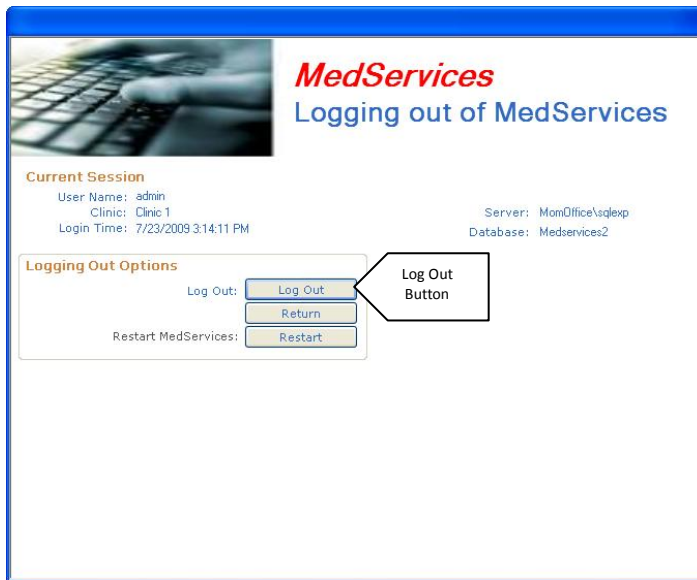 MedServices
Logging out of MedServices
Current Session
User Name: admin
Clinic: Clinic 1
Login Time: 7/23/2009 3:14:11 PM
Server: MomOffice\sqlexp
Database: Medservices2
Logging Out Options
Log Out: Log Out
Return
Restart MedServices: Restart
Log Out
Button